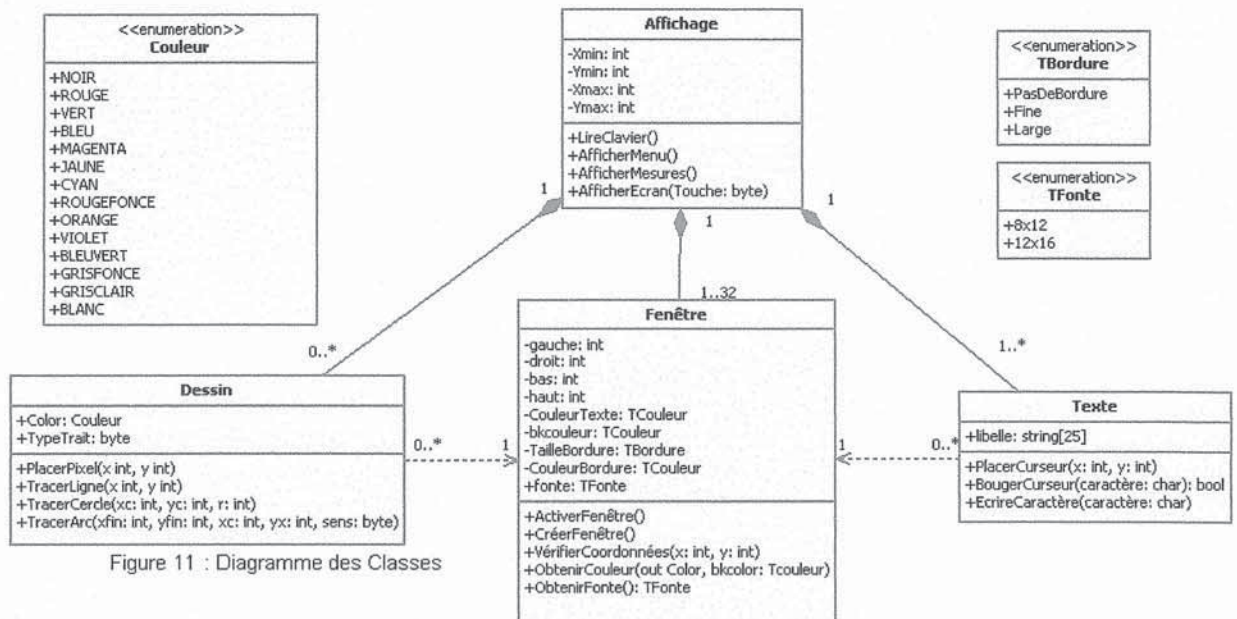 <<enumeration>>
Couleur
+NOIR
+ROUGE
+VERT
+BLEU
+MAGENTA
+JAUNE
+CYAN
+ROUGEFONCE
+ORANGE
+VIOLET
+BLEUVERT
+GRISFONCE
+GRISCLAIR
+BLANC
Affichage
-Xmin: int
-Ymin: int
-Xmax: int
-Ymax: int
+LireClavier()
+AfficherMenu()
+AfficherMesures()
+AfficherEcran(Touche: byte)
<<enumeration>>
TBordure
+PasDeBordure
+Fine
+Large
<<enumeration>>
TFonte
+8x12
+12x16
1
1
1
0..*
1..32
1..*
Dessin
+Color: Couleur
+TypeTrait: byte
+PlacerPixel(x int, y int)
+TracerLigne(x int, y int)
+TracerCercle(xc: int, yc: int, r: int)
+TracerArc(xfin: int, yfin: int, xc: int, yx: int, sens: byte)
0..*
1
Fenêtre
-gauche: int
-droit: int
-bas: int
-haut: int
-CouleurTexte: TCouleur
-bkcouleur: TCouleur
-TailleBordure: TBordure
-CouleurBordure: TCouleur
+fonte: TFonte
+ActiverFenêtre()
+CréerFenêtre()
+VérifierCoordonnées(x: int, y: int)
+ObtenirCouleur(out Color, bkcolor: Tcouleur)
+ObtenirFonte(): TFonte
1
0..*
Texte
+libelle: string[25]
+PlacerCurseur(x: int, y: int)
+BougerCurseur(caractère: char): bool
+EcrireCaractère(caractère: char)
Figure 11 : Diagramme des Classes